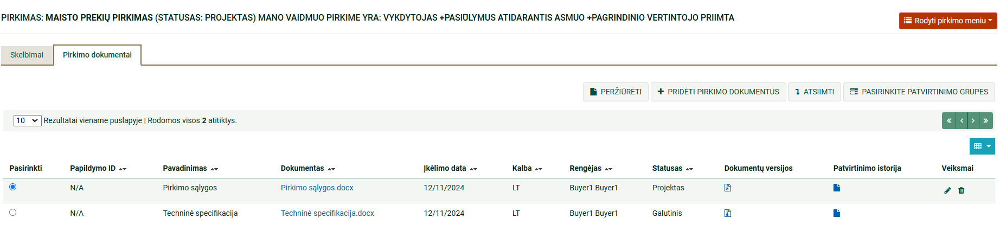 PIRKIMAS: MAISTO PREKIŲ PIRKIMAS (STATUSAS: PROJEKTAS) MANO VAIDMUO PIRKIME YRA: VYKDYTOJAS +PASIŪLYMUS ATIDARANTIS ASMUO +PAGRINDINIO VERTINTOJO PRIIMTA
Rodyti pirkimo meniu
Skelbimai Pirkimo dokumentai
PERŽIŪRĖTI PRIDĖTI PIRKIMO DOKUMENTUS ATSIIMTI PASIRINKITE PATVIRTINIMO GRUPES
10 Rezultatai viename puslapyje | Rodomos visos 2 atitiktys.
Pasirinkti Papildymo ID Pavadinimas Dokumentas Įkėlimo data Kalba Rengėjas Statusas Dokumentų versijos Patvirtinimo istorija Veiksmai
N/A Pirkimo sąlygos Pirkimo sąlygos.docx 12/11/2024 LT Buyer1 Buyer1 Projektas
N/A Techninė specifikacija Techninė specifikacija.docx 12/11/2024 LT Buyer1 Buyer1 Galutinis